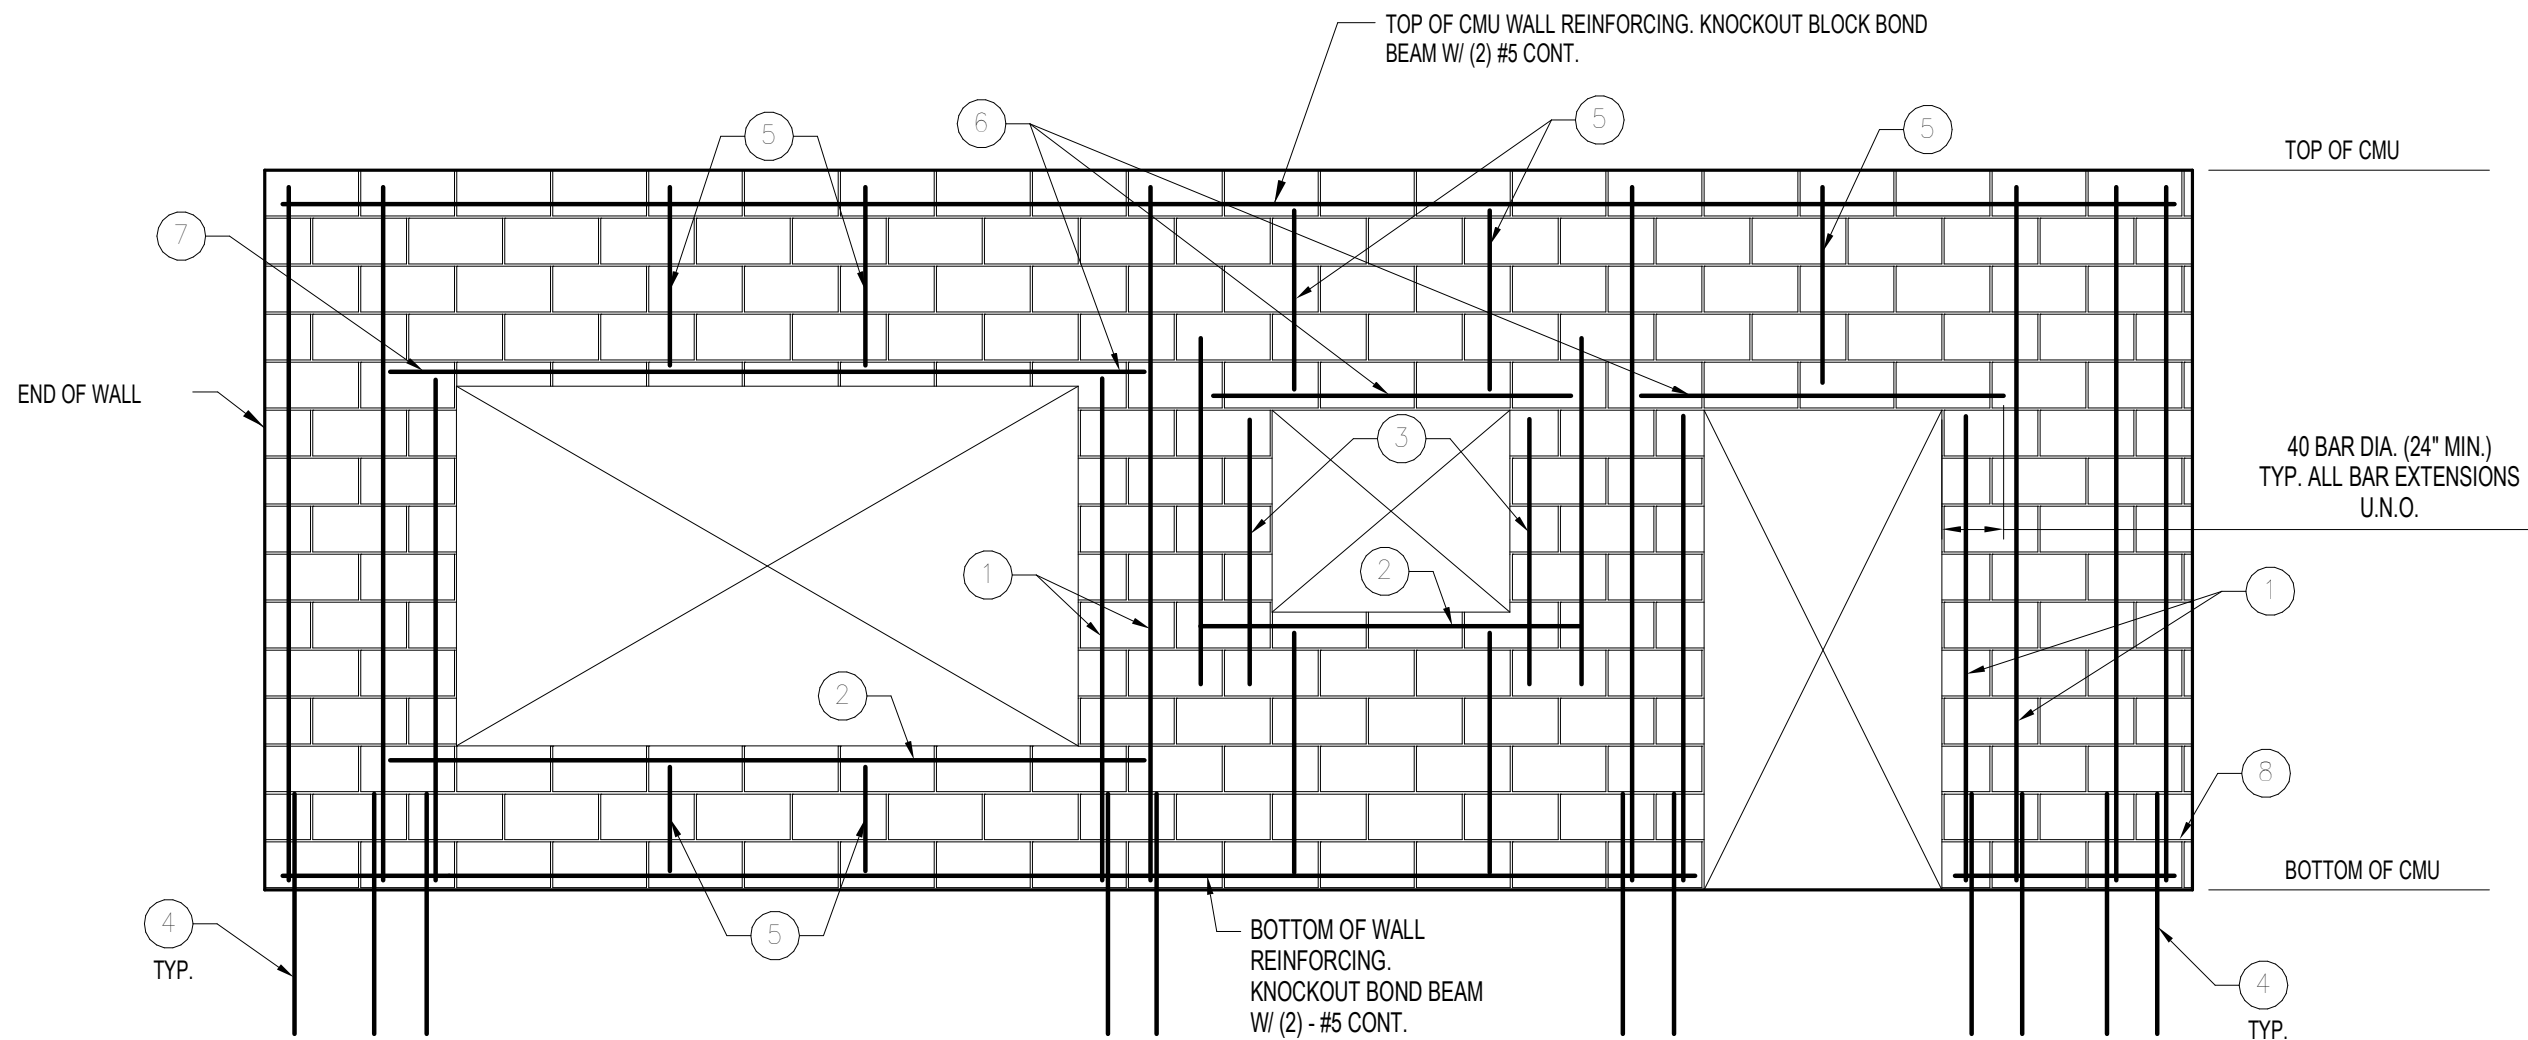 TOP OF CMU WALL REINFORCING. KNOCKOUT BLOCK BOND
BEAM W/ (2) #5 CONT.
5
6
5
5
TOP OF CMU
7
END OF WALL
3
40 BAR DIA. (24" MIN.)
TYP. ALL BAR EXTENSIONS
U.N.O.
1
2
1
2
8
BOTTOM OF CMU
4
TYP.
5
BOTTOM OF WALL
REINFORCING.
KNOCKOUT BOND BEAM
W/ (2) - #5 CONT.
4
TYP.